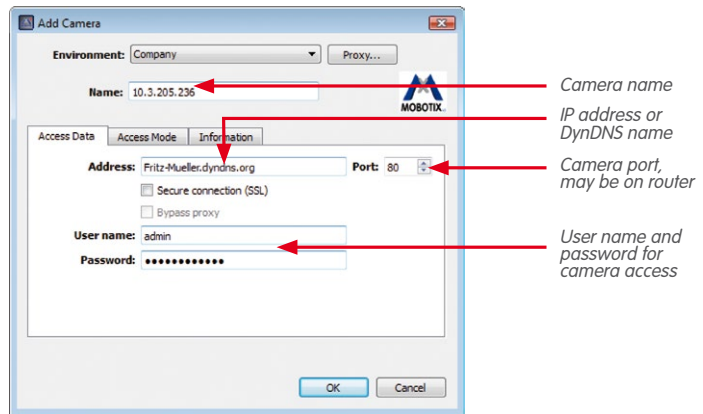 Add Camera
Environment: Company Proxy...
Name: 10.3.205.236
MOBOTIX
Camera name
IP address or
DynDNS name
Access Data Access Mode Information
Address: Fritz-Mueller.dyndns.org Port: 80
Camera port,
may be on router
Secure connection (SSL)
Bypass proxy
User name: admin
Password: ••••••••••••
User name and
password for
camera access
OK Cancel